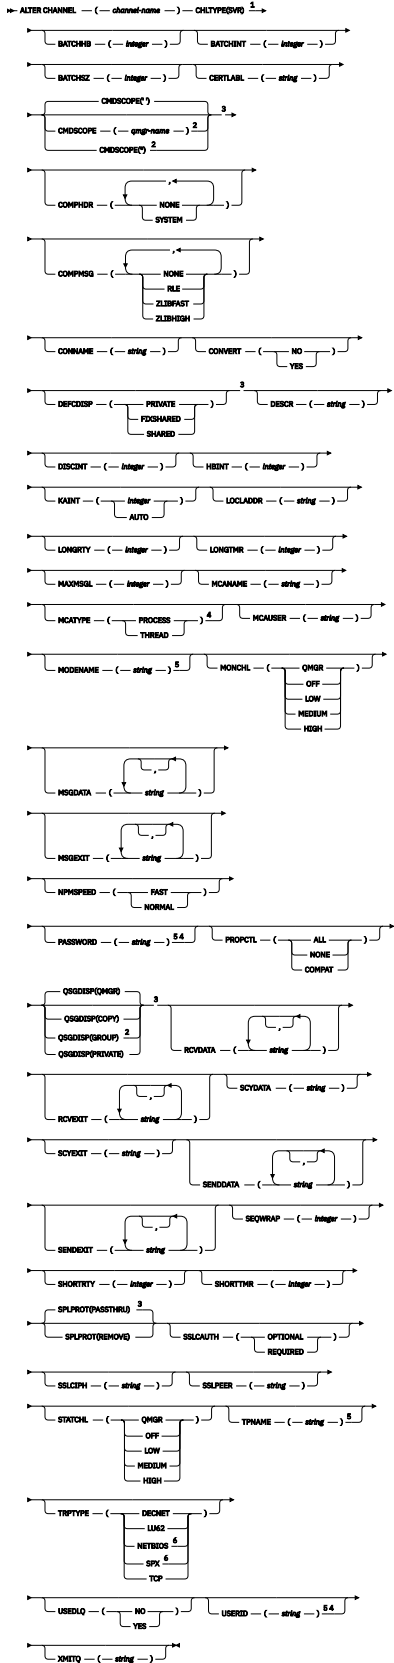 ALTER CHANNEL ( channel-name ) CHLTYPE(SVR) 1
BATCHHB ( integer ) BATCHINT ( integer )
BATCHSZ ( integer ) CERTLABL ( string )
CMDSCOPE(' ')
CMDSCOPE ( qmgr-name ) 2 3
CMDSCOPE(*) 2
,
COMPHDR ( NONE )
SYSTEM
,
COMPMSG ( NONE )
RLE
ZLIBFAST
ZLIBHIGH
CONNAME ( string ) CONVERT ( NO )
YES
DEFCDISP ( PRIVATE ) 3 DESCR ( string )
FIXSHARED
SHARED
DISCINT ( integer ) HBINT ( integer )
KAINT ( integer ) LOCLADDR ( string )
AUTO
LONGRTY ( integer ) LONGTMR ( integer )
MAXMSGL ( integer ) MCANAME ( string )
MCATYPE ( PROCESS ) 4 MCAUSER ( string )
THREAD
MODENAME ( string ) 5 MONCHL ( QMGR )
OFF
LOW
MEDIUM
HIGH
,
MSGDATA ( string )
,
MSGEXIT ( string )
NPMSPEED ( FAST )
NORMAL
PASSWORD ( string ) 5 4 PROPCTL ( ALL )
NONE
COMPAT
QSGDISP(QMGR) 3
QSGDISP(COPY) ,
QSGDISP(GROUP) 2
QSGDISP(PRIVATE) RCVDATA ( string )
, SCYDATA ( string )
RCVEXIT ( string )
SCYEXIT ( string ) ,
SENDDATA ( string )
, SEQWRAP ( integer )
SENDEXIT ( string )
SHORTRTY ( integer ) SHORTTMR ( integer )
SPLPROT(PASSTHRU) 3
SPLPROT(REMOVE) SSLCAUTH ( OPTIONAL )
REQUIRED
SSLCIPH ( string ) SSLPEER ( string )
STATCHL ( QMGR ) TPNAME ( string ) 5
OFF
LOW
MEDIUM
HIGH
TRPTYPE ( DECNET )
LU62
NETBIOS 6
SPX 6
TCP
USEDLQ ( NO ) USERID ( string ) 5 4
YES
XMITQ ( string )